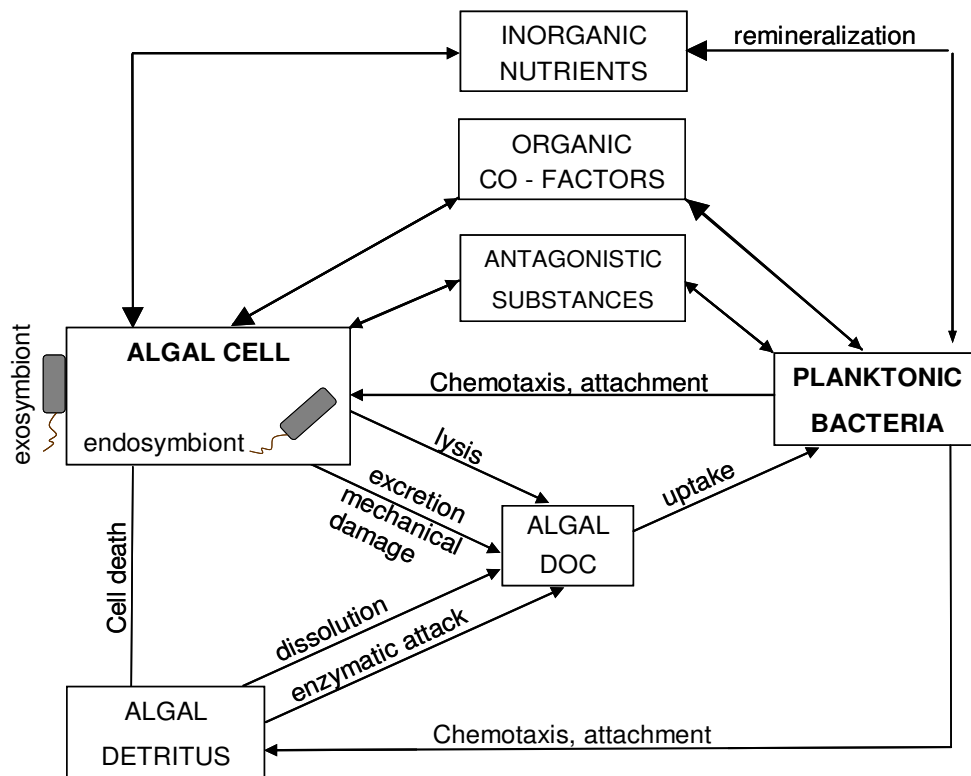 INORGANIC
NUTRIENTS
remineralization
ORGANIC
CO - FACTORS
ANTAGONISTIC
SUBSTANCES
exosymbiont
ALGAL CELL
endosymbiont
Chemotaxis, attachment
PLANKTONIC
BACTERIA
lysis
excretion
mechanical
damage
uptake
ALGAL
DOC
Cell death
dissolution
enzymatic attack
ALGAL
DETRITUS
Chemotaxis, attachment